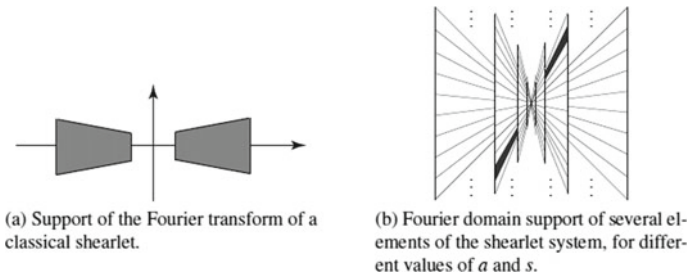 (a) Support of the Fourier transform of a
classical shearlet.
(b) Fourier domain support of several el-
ements of the shearlet system, for differ-
ent values of a and s.